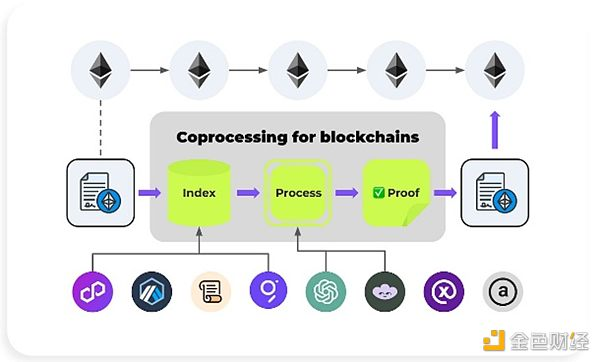 Coprocessing for blockchains
Index
Process
Proof
金色财经